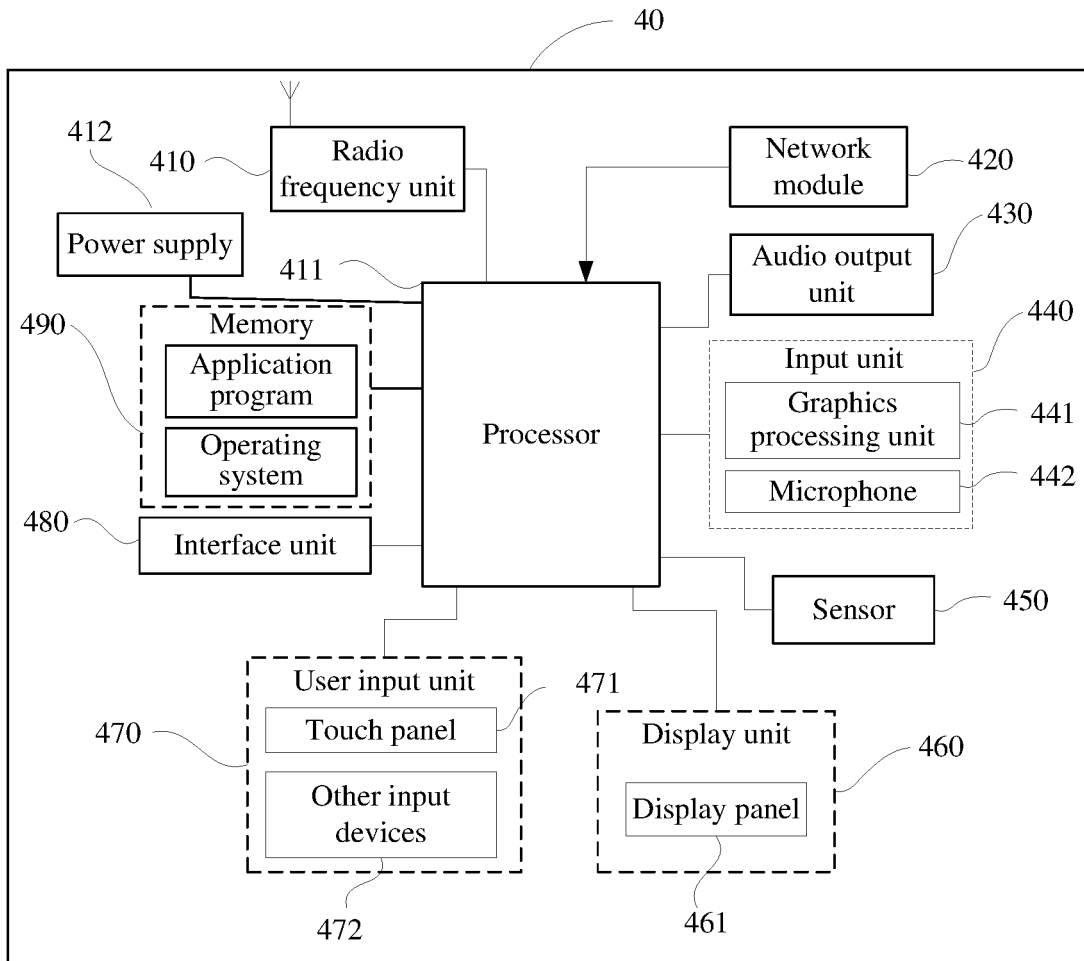 40
412
410
Radio
frequency unit
Network
module
420
Power supply
411
430
Audio output
unit
490
Memory
Application
program
Operating
system
440
Input unit
Graphics
processing unit
441
Microphone
442
Processor
480
Interface unit
Sensor
450
User input unit
471
470
Touch panel
Other input
devices
472
Display unit
460
Display panel
461